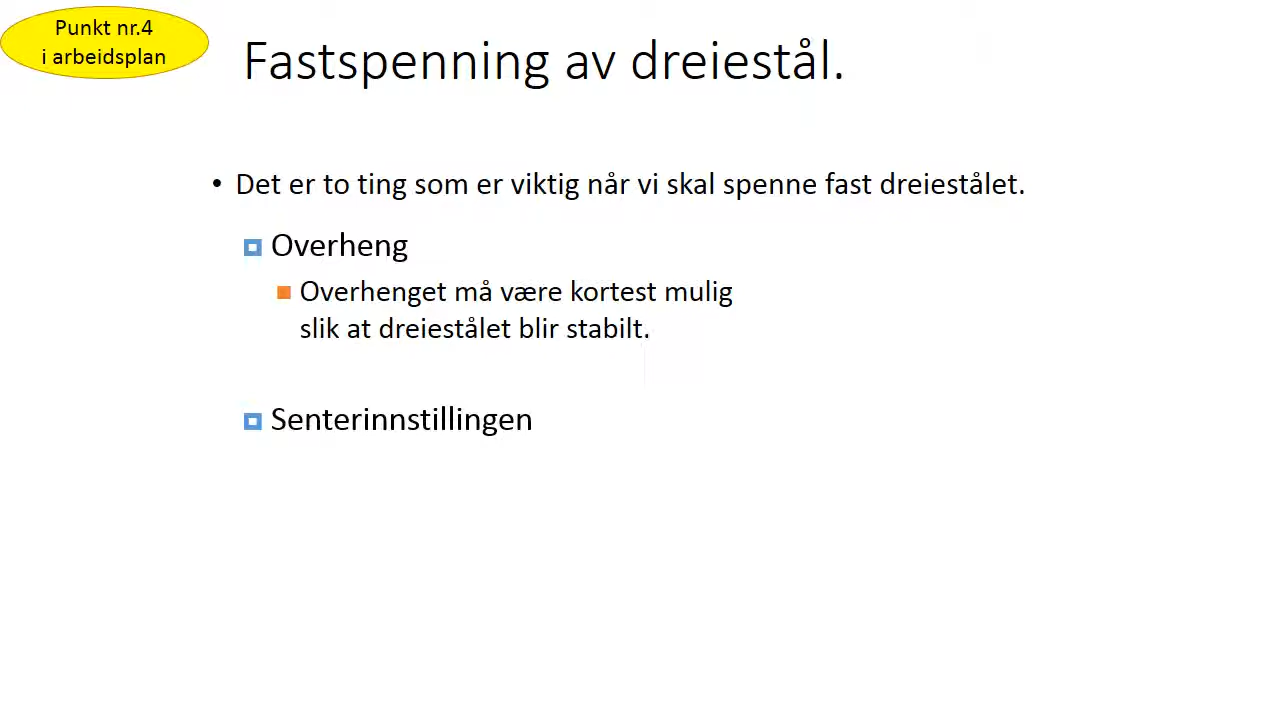 Punkt nr.4
i arbeidsplan
Fastspenning av dreiestål.
• Det er to ting som er viktig når vi skal spenne fast dreiestålet.
Overheng
Overhenget må være kortest mulig
slik at dreiestålet blir stabilt.
Senterinnstillingen